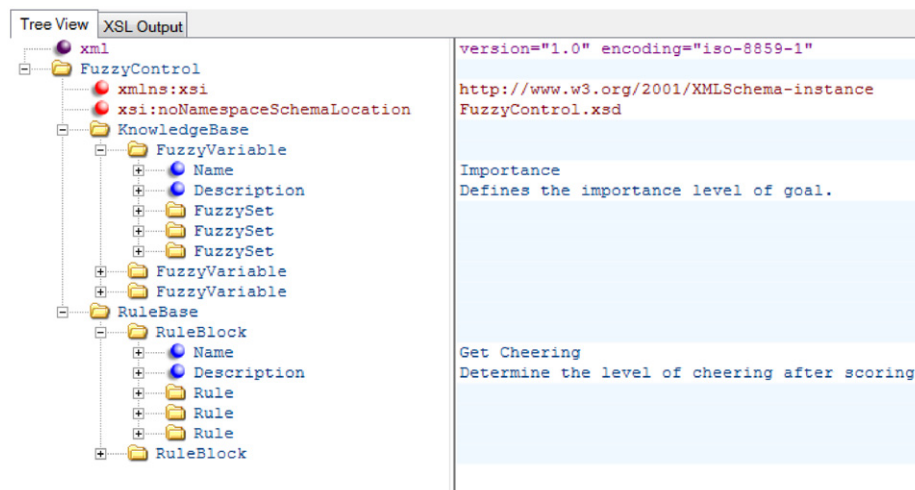 Tree View XSL Output
xml version="1.0" encoding="iso-8859-1"
FuzzyControl
xmlns:xsi http://www.w3.org/2001/XMLSchema-instance
xsi:noNamespaceSchemaLocation FuzzyControl.xsd
KnowledgeBase
FuzzyVariable
Name Importance
Description Defines the importance level of goal.
FuzzySet
FuzzySet
FuzzySet
FuzzyVariable
FuzzyVariable
RuleBase
RuleBlock
Name Get Cheering
Description Determine the level of cheering after scoring
Rule
Rule
Rule
RuleBlock